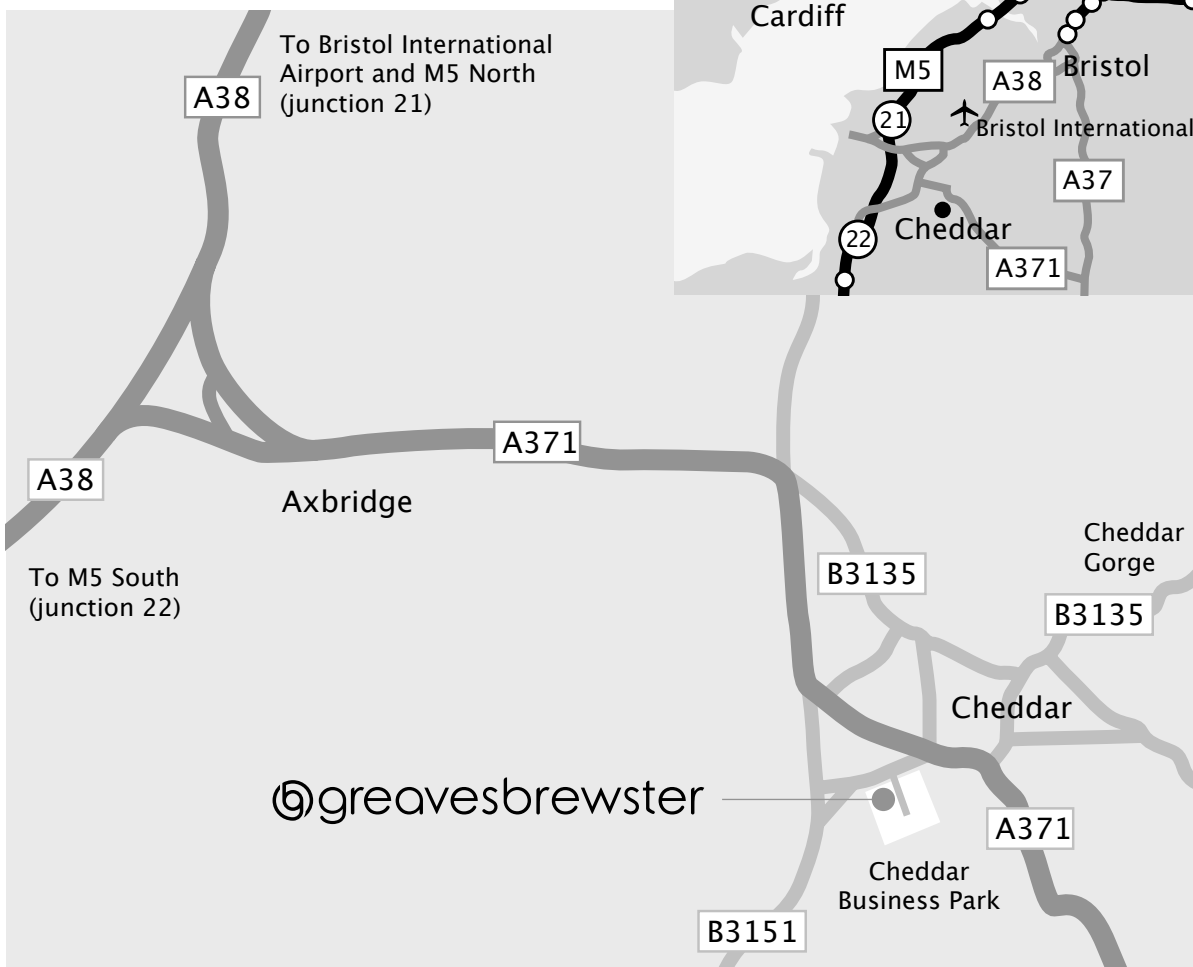 To Bristol International
Airport and M5 North
(junction 21)
A38
Cardiff
M5
A38
Bristol
21
Bristol International
A37
22
Cheddar
A371
A371
A38
Axbridge
To M5 South
(junction 22)
B3135
Cheddar
Gorge
B3135
Cheddar
greavesbrewster
A371
Cheddar
Business Park
B3151